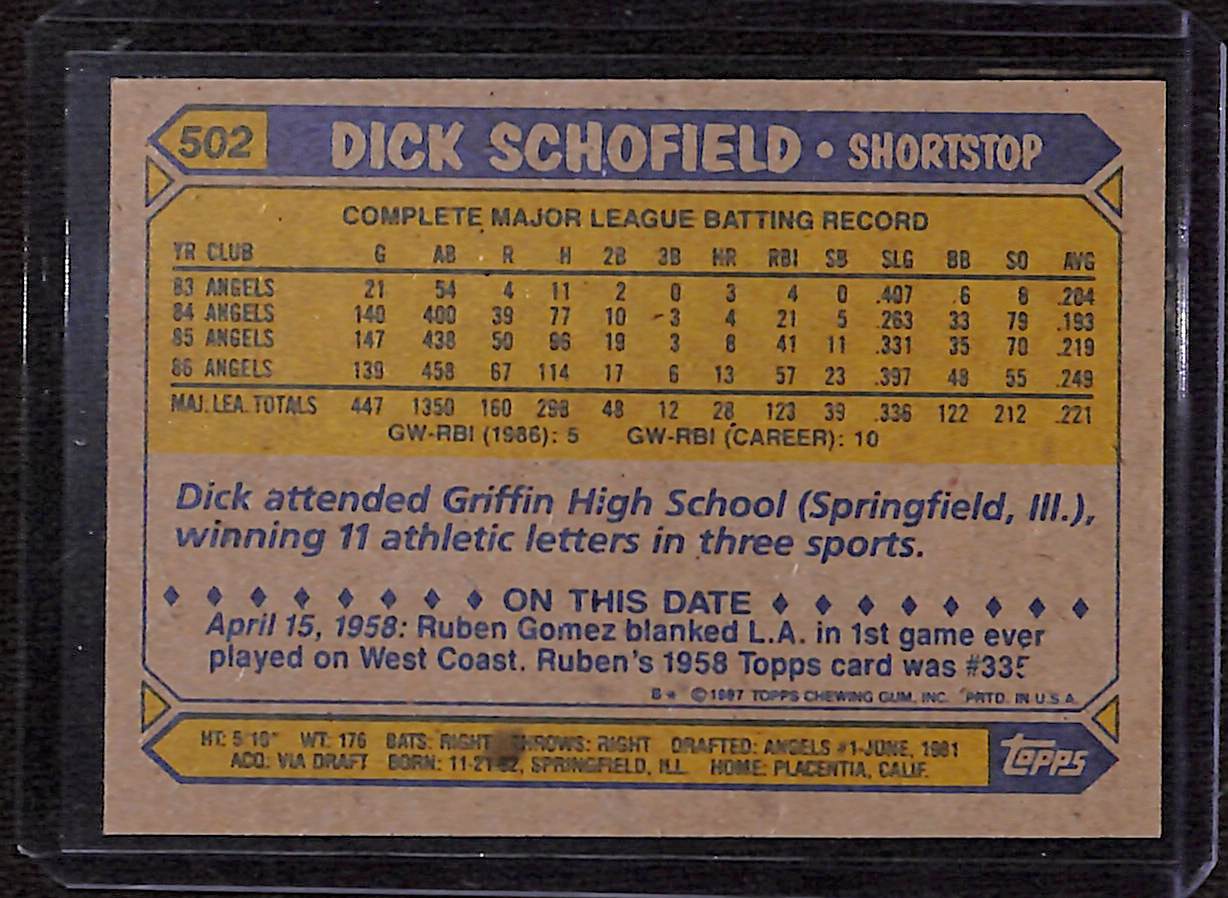 502 DICK SCHOFIELD • SHORTSTOP
COMPLETE MAJOR LEAGUE BATTING RECORD
YR CLUB G AB R H 2B 3B HR RBI SB SLG BB SO AVG
83 ANGELS 21 54 4 11 2 0 3 4 0 .407 6 8 .204
84 ANGELS 140 400 39 77 10 3 4 21 5 .263 33 79 .193
85 ANGELS 147 438 50 96 19 3 8 41 11 .331 35 70 .219
86 ANGELS 139 458 67 114 17 6 13 57 23 .397 48 55 .249
MAJ. LEA. TOTALS 447 1350 160 298 48 12 28 123 39 .336 122 212 .221
GW-RBI (1986): 5 GW-RBI (CAREER): 10
Dick attended Griffin High School (Springfield, Ill.),
winning 11 athletic letters in three sports.
♦ ♦ ♦ ♦ ♦ ♦ ♦ ♦ ON THIS DATE ♦ ♦ ♦ ♦ ♦ ♦ ♦ ♦
April 15, 1958: Ruben Gomez blanked L.A. in 1st game ever
played on West Coast. Ruben's 1958 Topps card was #335
B* ©1987 TOPPS CHEWING GUM, INC. PRTD. IN U.S.A.
HT: 5'10" WT: 176 BATS: RIGHT THROWS: RIGHT DRAFTED: ANGELS #1-JUNE, 1981
ACQ: VIA DRAFT BORN: 11-21-62, SPRINGFIELD, ILL. HOME: PLACENTIA, CALIF.
topps